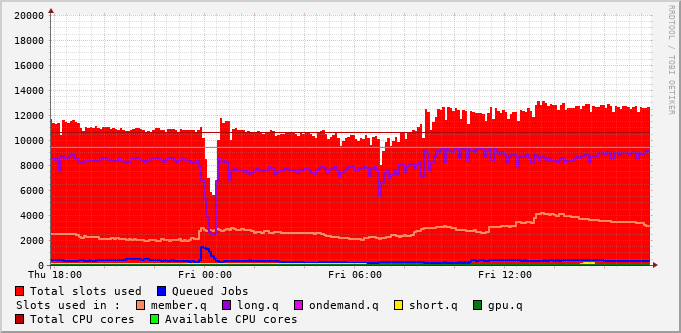 20000
18000
16000
14000
12000
10000
8000
6000
4000
2000
0
Thu 18:00 Fri 00:00 Fri 06:00 Fri 12:00
RRDTOOL / TOBI OETIKER
Total slots used Queued Jobs
Slots used in : member.q long.q ondemand.q short.q gpu.q
Total CPU cores Available CPU cores